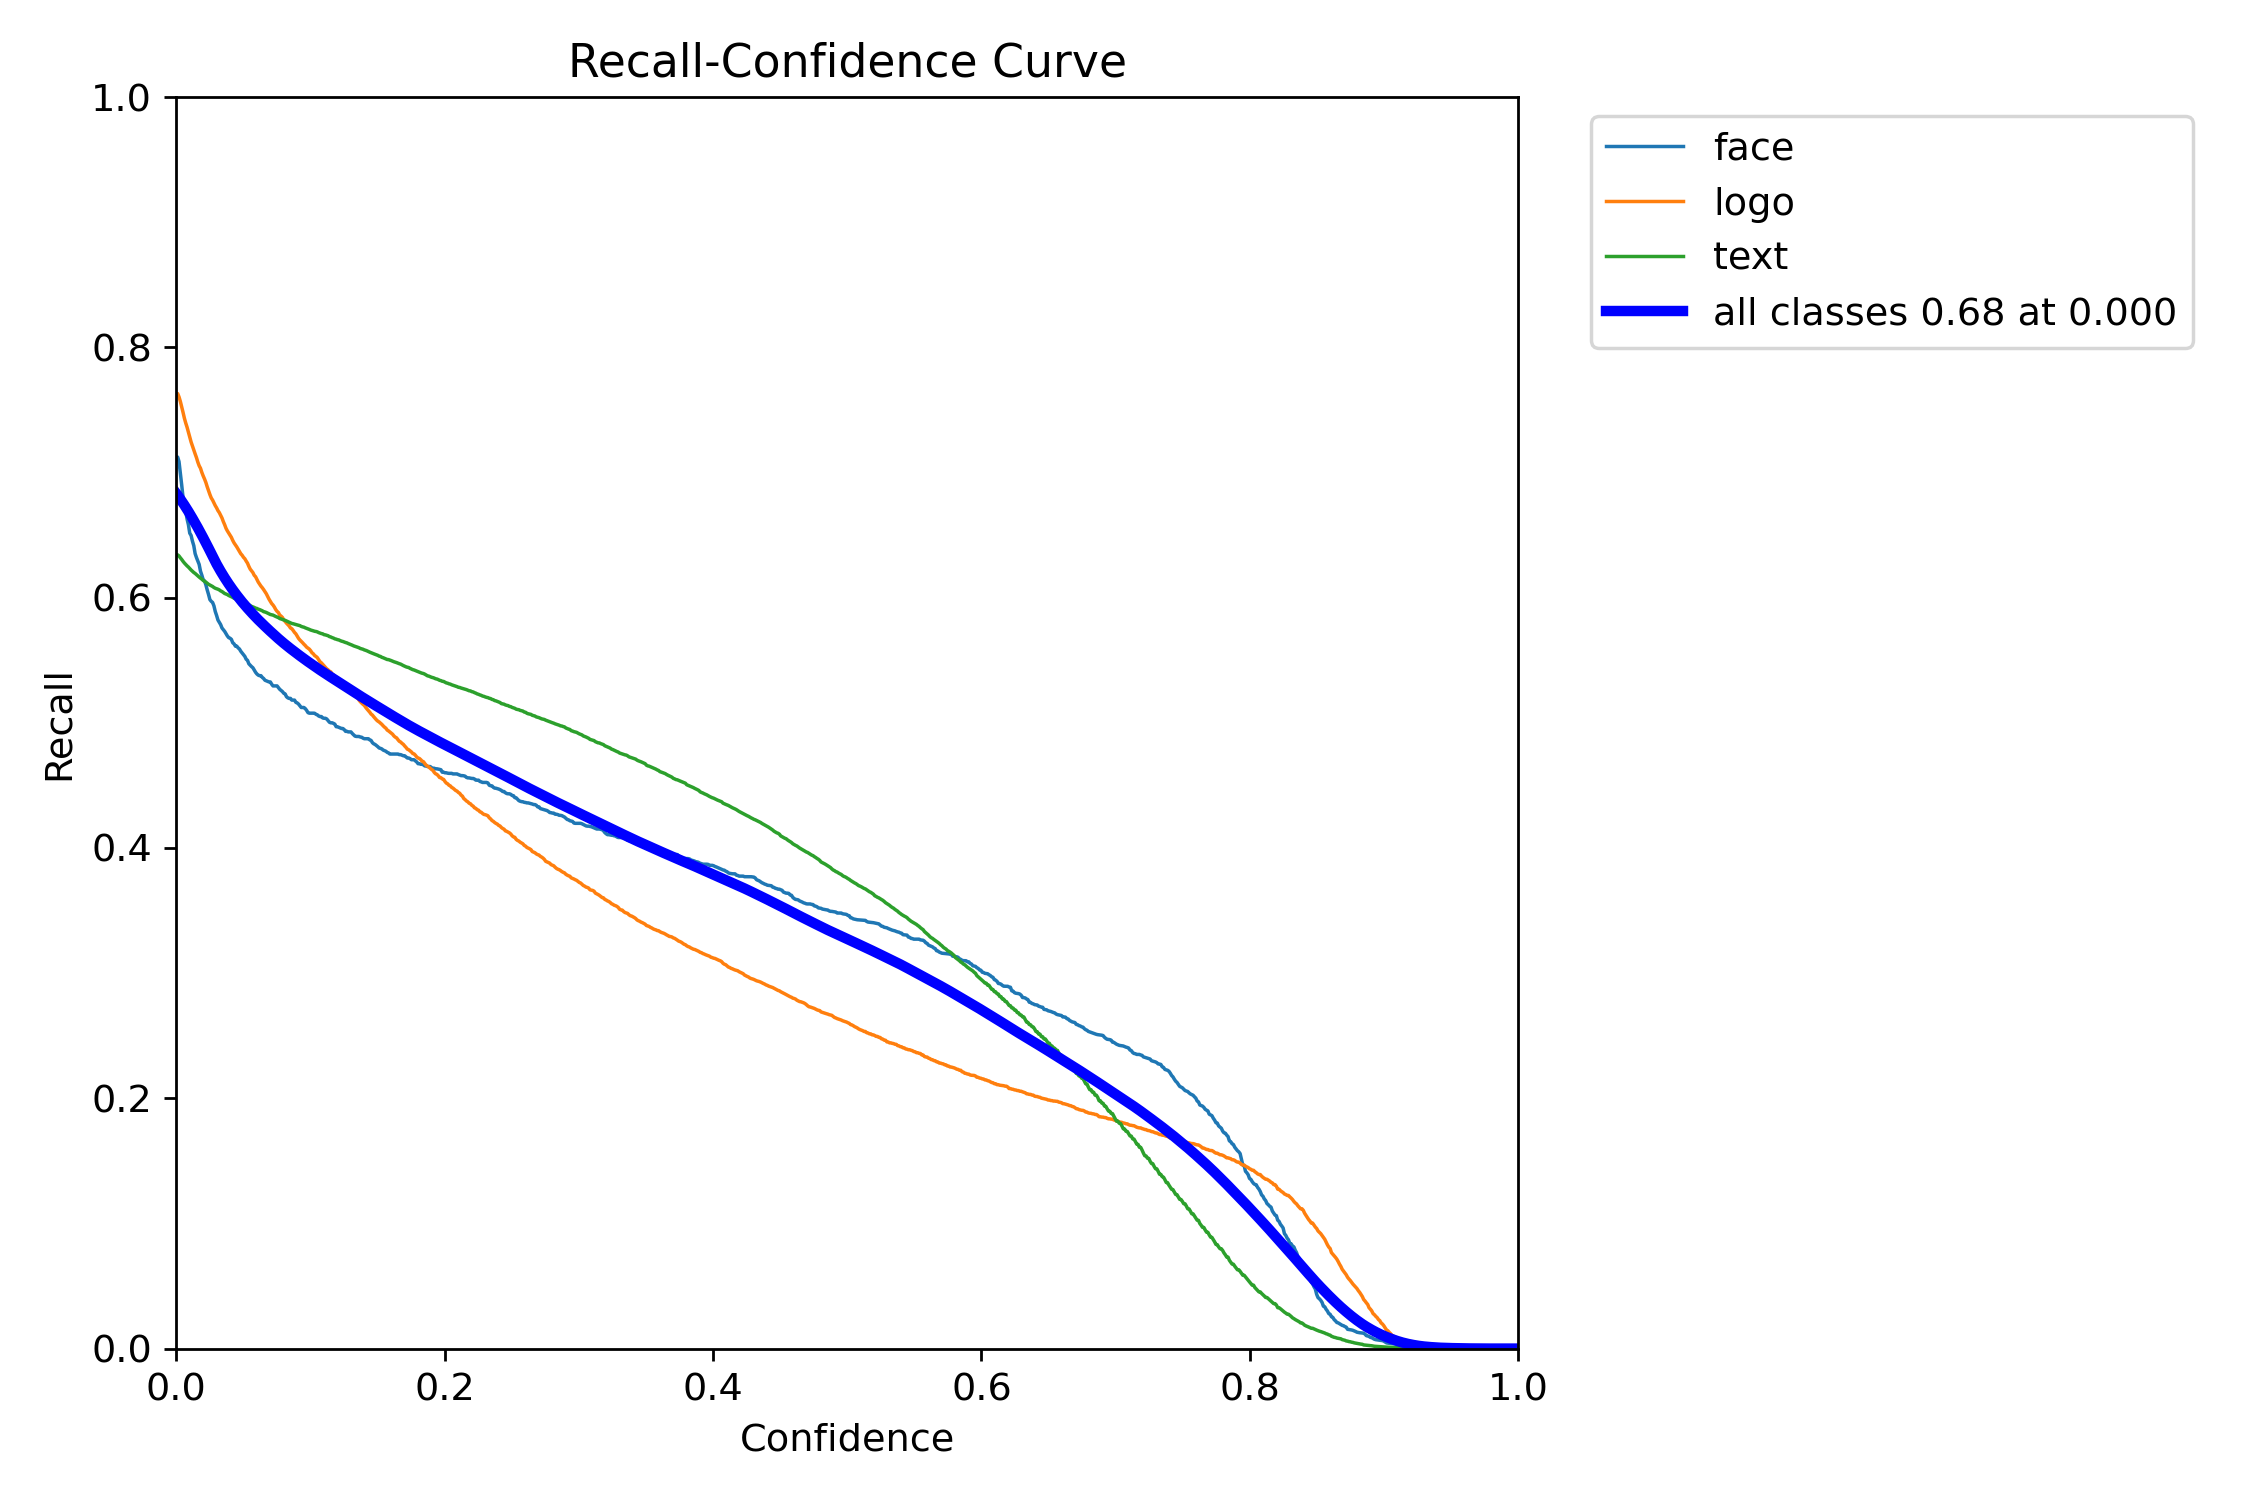 Recall-Confidence Curve
1.0
0.8
0.6
0.4
0.2
0.0
Recall
0.0 0.2 0.4 0.6 0.8 1.0
Confidence
face
logo
text
all classes 0.68 at 0.000